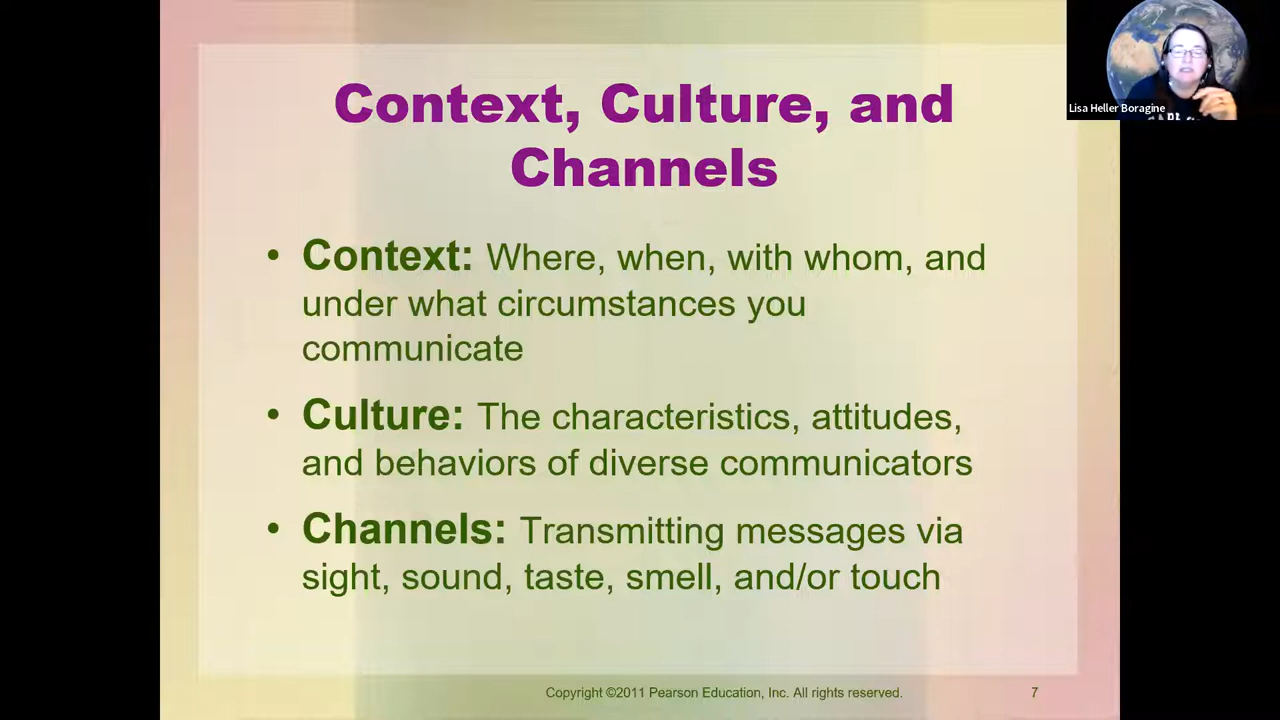 Context, Culture, and
Channels
• Context: Where, when, with whom, and
under what circumstances you
communicate
• Culture: The characteristics, attitudes,
and behaviors of diverse communicators
• Channels: Transmitting messages via
sight, sound, taste, smell, and/or touch
Copyright ©2011 Pearson Education, Inc. All rights reserved.
7
Lisa Heller Boragine